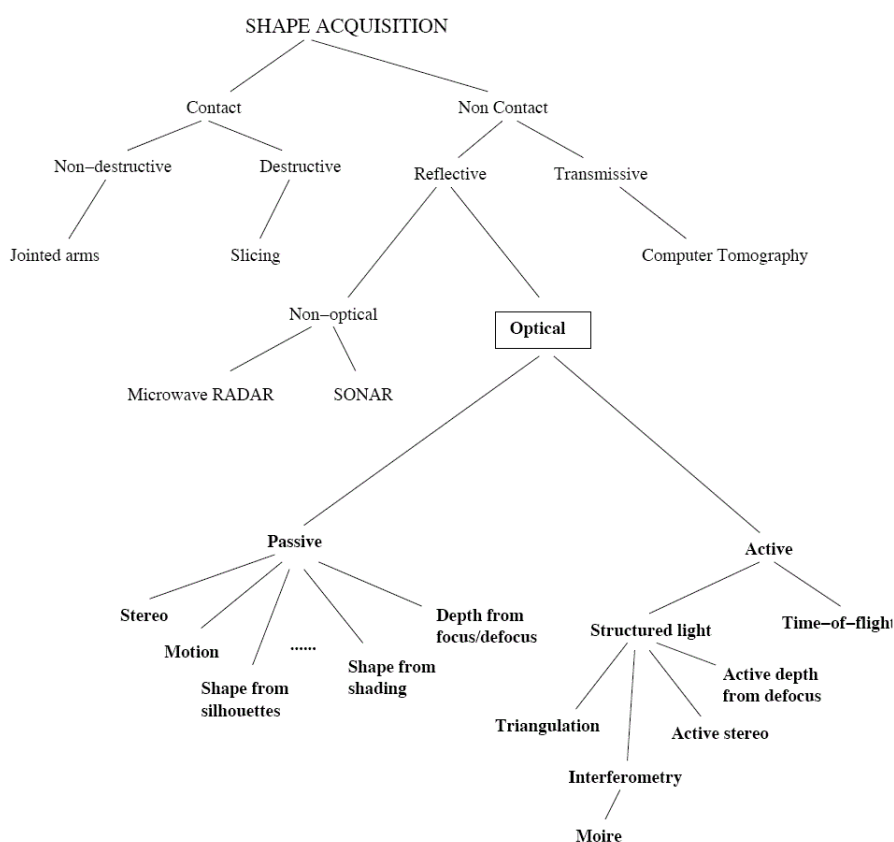 SHAPE ACQUISITION
Contact
Non Contact
Non−destructive
Destructive
Reflective
Transmissive
Jointed arms
Slicing
Computer Tomography
Non−optical
Optical
Microwave RADAR
SONAR
Passive
Active
Stereo
Motion
Shape from
silhouettes
......
Shape from
shading
Depth from
focus/defocus
Structured light
Time−of−flight
Triangulation
Interferometry
Moire
Active stereo
Active depth
from defocus